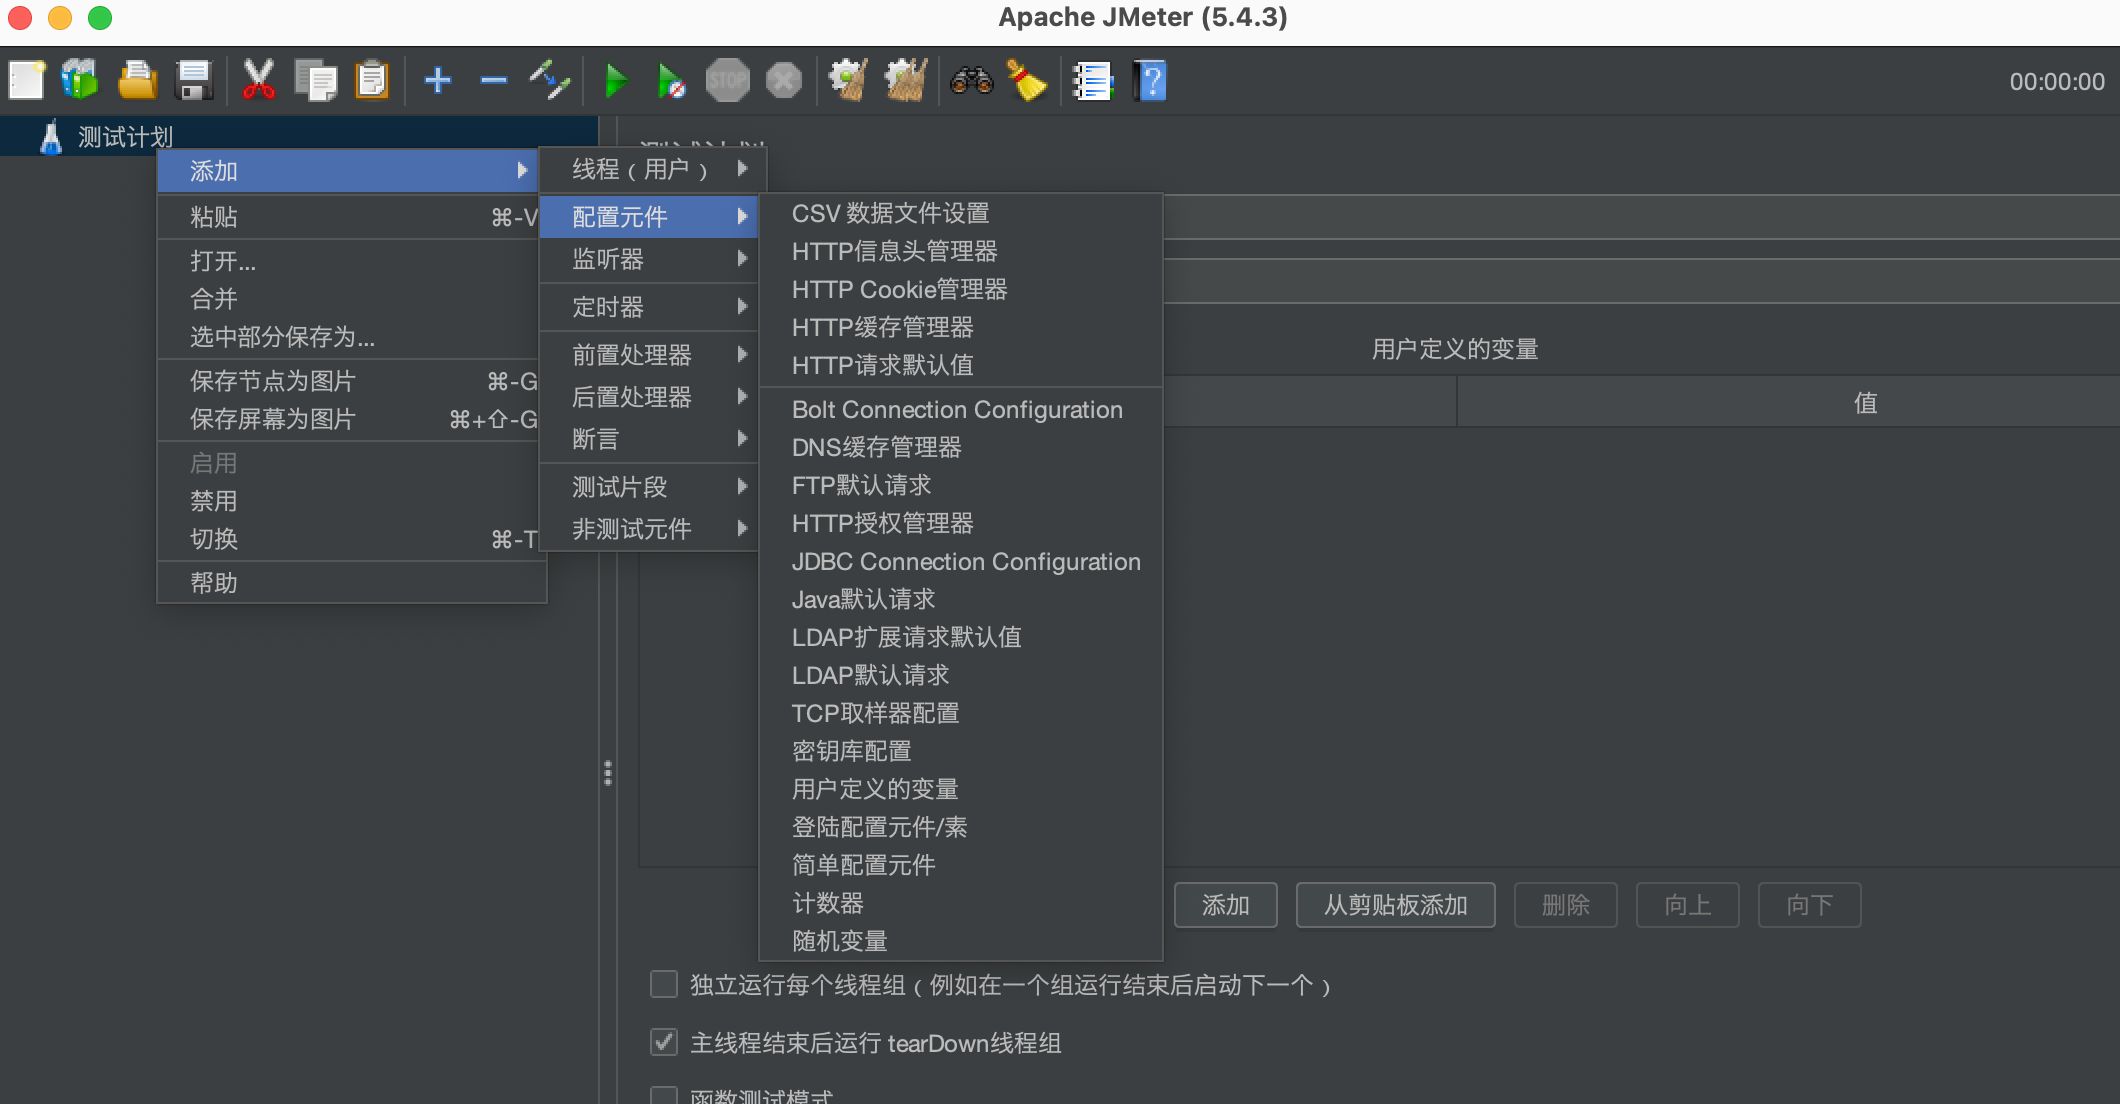 Apache JMeter (5.4.3)
STOP
00:00:00
测试计划
添加
粘贴 ⌘-V
打开...
合并
选中部分保存为...
保存节点为图片 ⌘-G
保存屏幕为图片 ⌘+⇧-G
启用
禁用
切换 ⌘-T
帮助
线程（用户）
配置元件
监听器
定时器
前置处理器
后置处理器
断言
测试片段
非测试元件
CSV 数据文件设置
HTTP信息头管理器
HTTP Cookie管理器
HTTP缓存管理器
HTTP请求默认值
Bolt Connection Configuration
DNS缓存管理器
FTP默认请求
HTTP授权管理器
JDBC Connection Configuration
Java默认请求
LDAP扩展请求默认值
LDAP默认请求
TCP取样器配置
密钥库配置
用户定义的变量
登陆配置元件/素
简单配置元件
计数器
随机变量
用户定义的变量
值
添加 从剪贴板添加 删除 向上 向下
独立运行每个线程组（例如在一个组运行结束后启动下一个）
主线程结束后运行 tearDown线程组
函数测试模式